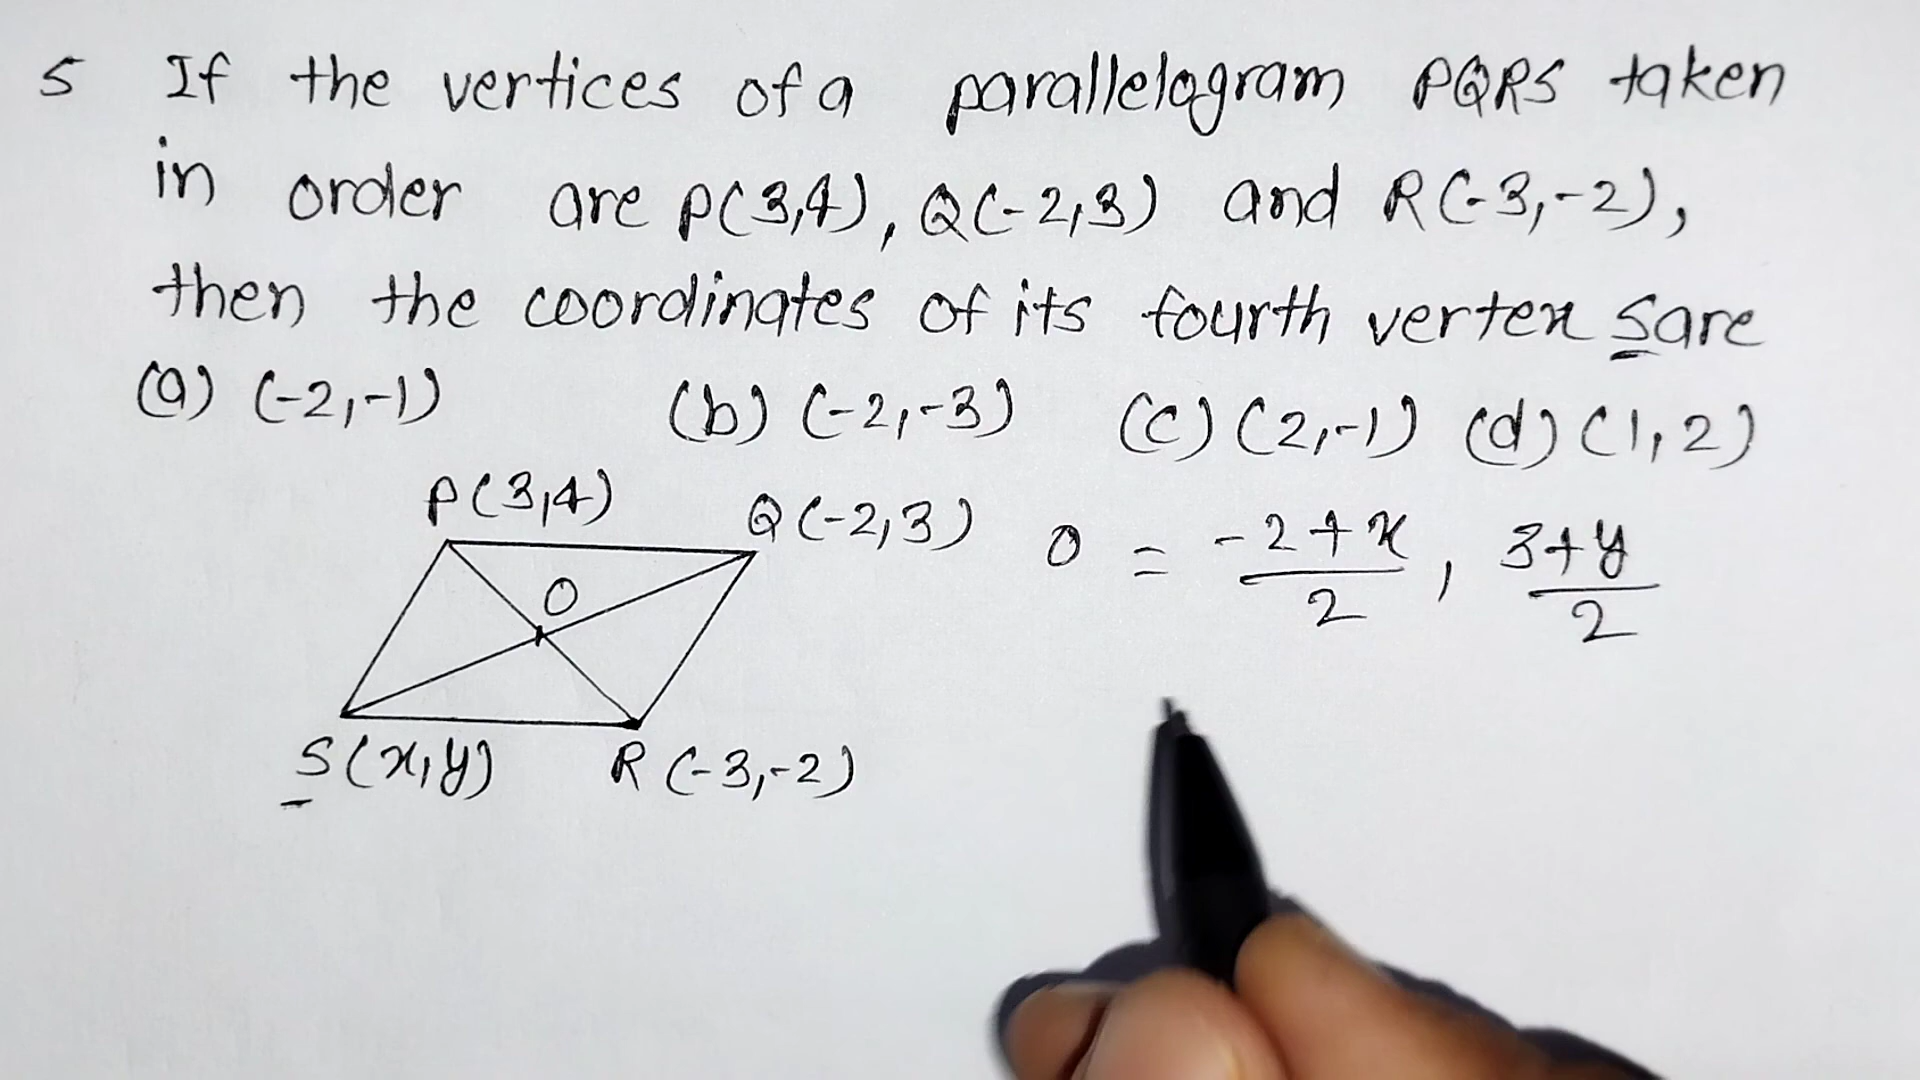 5 If the vertices of a parallelogram PQRS taken
in order are P(3,4), Q(-2,3) and R(-3,-2),
then the coordinates of its fourth vertex S are
(a) (-2,-1) (b) (-2,-3) (c) (2,-1) (d) (1,2)
P(3,4) Q(-2,3)
O = -2+x/2, 3+y/2
O
S(x,y) R(-3,-2)